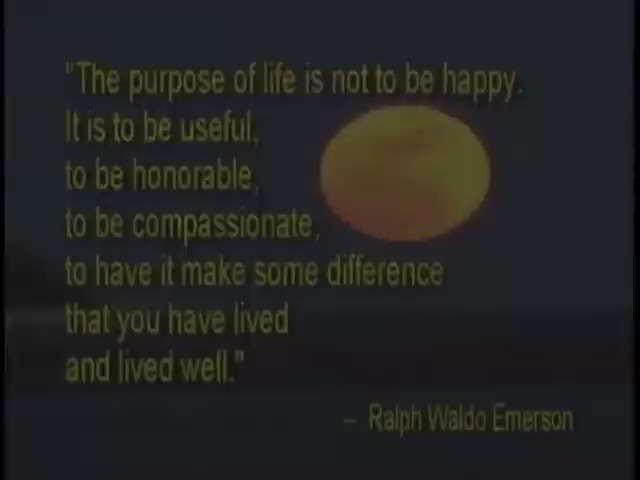 "The purpose of life is not to be happy.
It is to be useful,
to be honorable,
to be compassionate,
to have it make some difference
that you have lived
and lived well."
-- Ralph Waldo Emerson